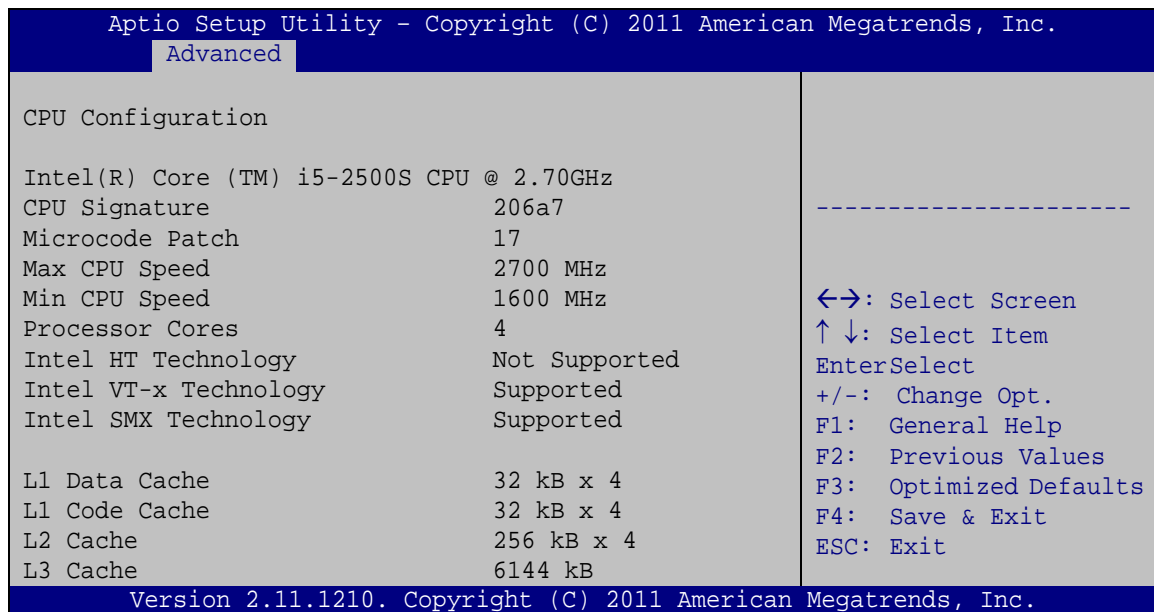 Aptio Setup Utility – Copyright (C) 2011 American Megatrends, Inc.
Advanced
CPU Configuration
Intel(R) Core (TM) i5-2500S CPU @ 2.70GHz
CPU Signature 206a7
Microcode Patch 17
Max CPU Speed 2700 MHz
Min CPU Speed 1600 MHz
Processor Cores 4
Intel HT Technology Not Supported
Intel VT-x Technology Supported
Intel SMX Technology Supported
L1 Data Cache 32 kB x 4
L1 Code Cache 32 kB x 4
L2 Cache 256 kB x 4
L3 Cache 6144 kB
----------------------
←→: Select Screen
↑ ↓: Select Item
EnterSelect
+/-: Change Opt.
F1: General Help
F2: Previous Values
F3: Optimized Defaults
F4: Save & Exit
ESC: Exit
Version 2.11.1210. Copyright (C) 2011 American Megatrends, Inc.